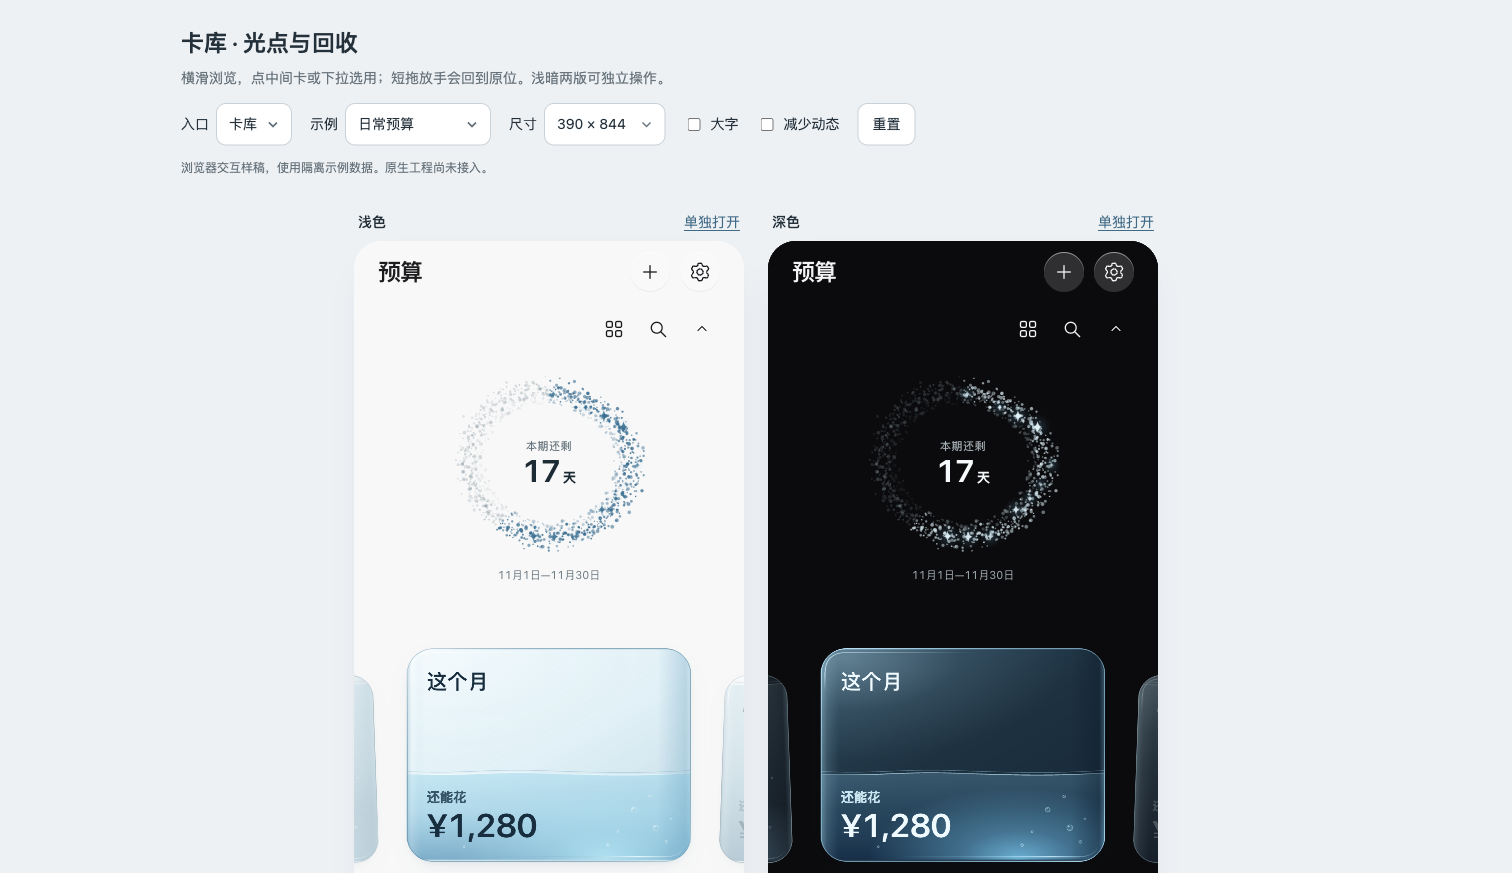 卡库 · 光点与回收
横滑浏览，点中间卡或下拉选用；短拖放手会回到原位。浅暗两版可独立操作。
入口 卡库 示例 日常预算 尺寸 390 × 844 大字 减少动态 重置
浏览器交互样稿，使用隔离示例数据。原生工程尚未接入。
浅色 单独打开
预算
本期还剩
17 天
11月1日—11月30日
这个月
还能花
¥1,280
深色 单独打开
预算
本期还剩
17 天
11月1日—11月30日
这个月
还能花
¥1,280